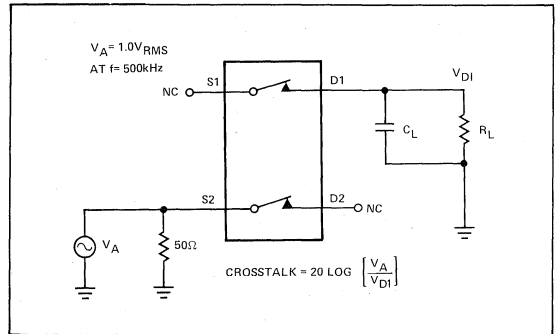 VA = 1.0VRMS
AT f= 500kHz
NC
S1
D1
VDI
CL
RL
S2
D2
NC
VA
50Ω
CROSSTALK = 20 LOG [VA/VD1]